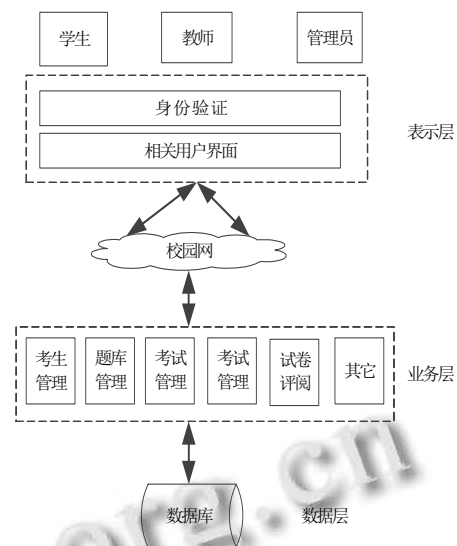 学生 教师 管理员
身份验证
表示层
相关用户界面
校园网
考生管理 题库管理 考试管理 考试管理 试卷评阅 其它 业务层
数据库 数据层
org.cn